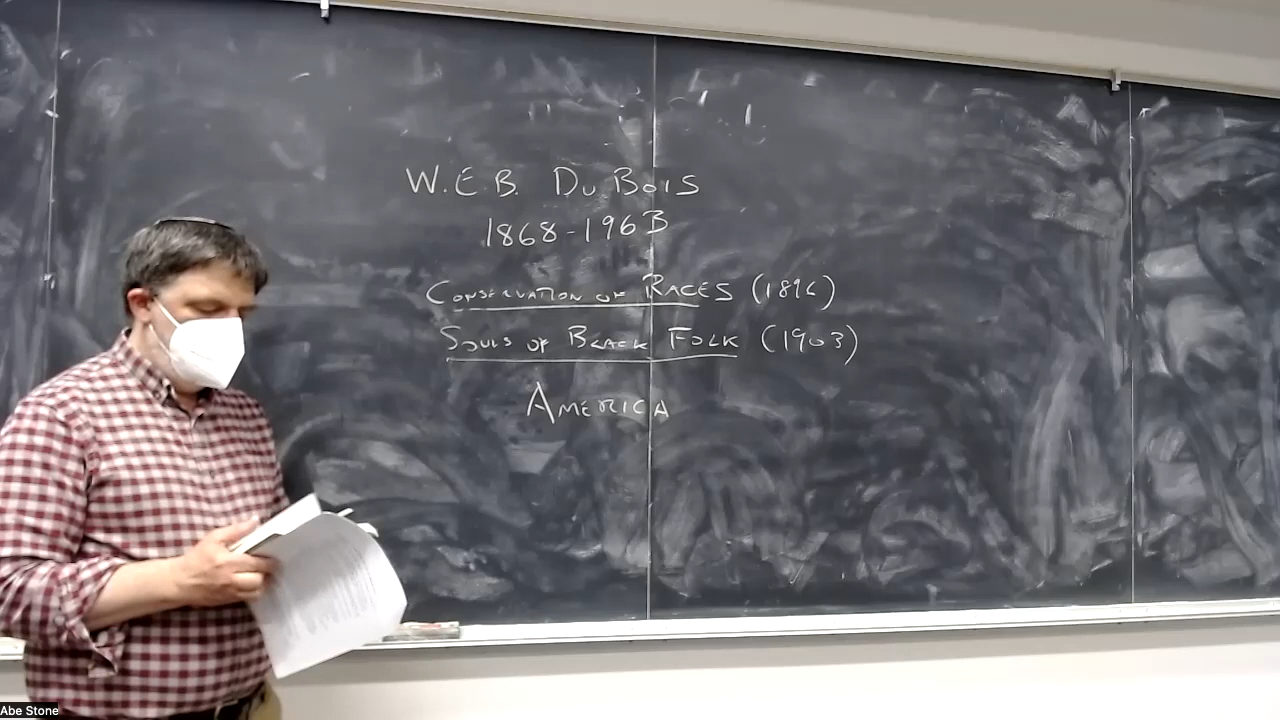 W.E.B. Du Bois
1868-1963
Conservation of Races (1896)
Souls of Black Folk (1903)
America
Abe Stone